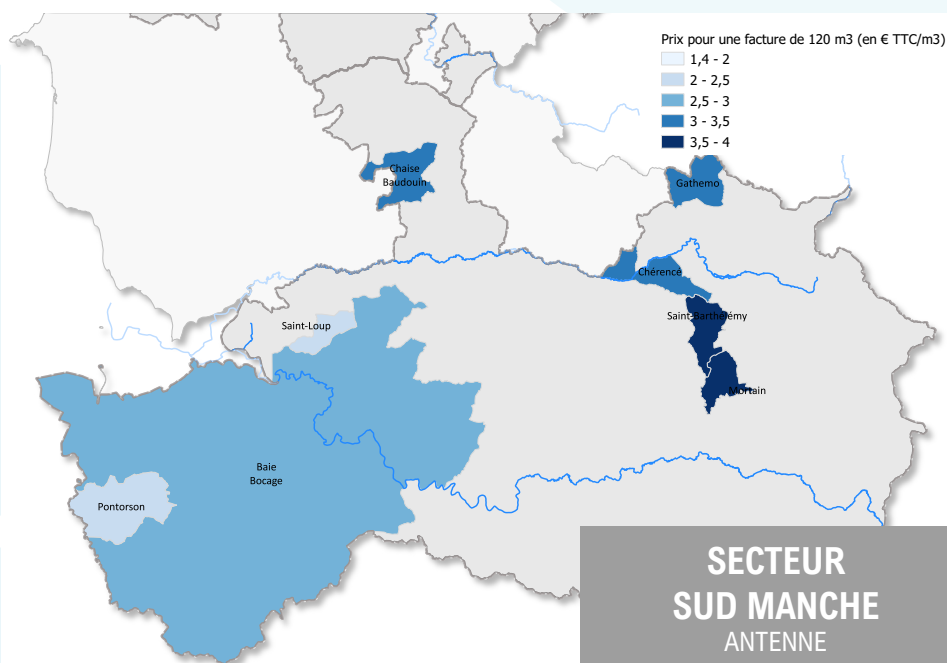 Prix pour une facture de 120 m3 (en € TTC/m3)
1,4 - 2
2 - 2,5
2,5 - 3
3 - 3,5
3,5 - 4
Chaise
Baudouin
Gathemo
Chérencé
Saint-Barthélémy
Saint-Loup
Mortain
Baie
Bocage
Pontorson
SECTEUR
SUD MANCHE
ANTENNE